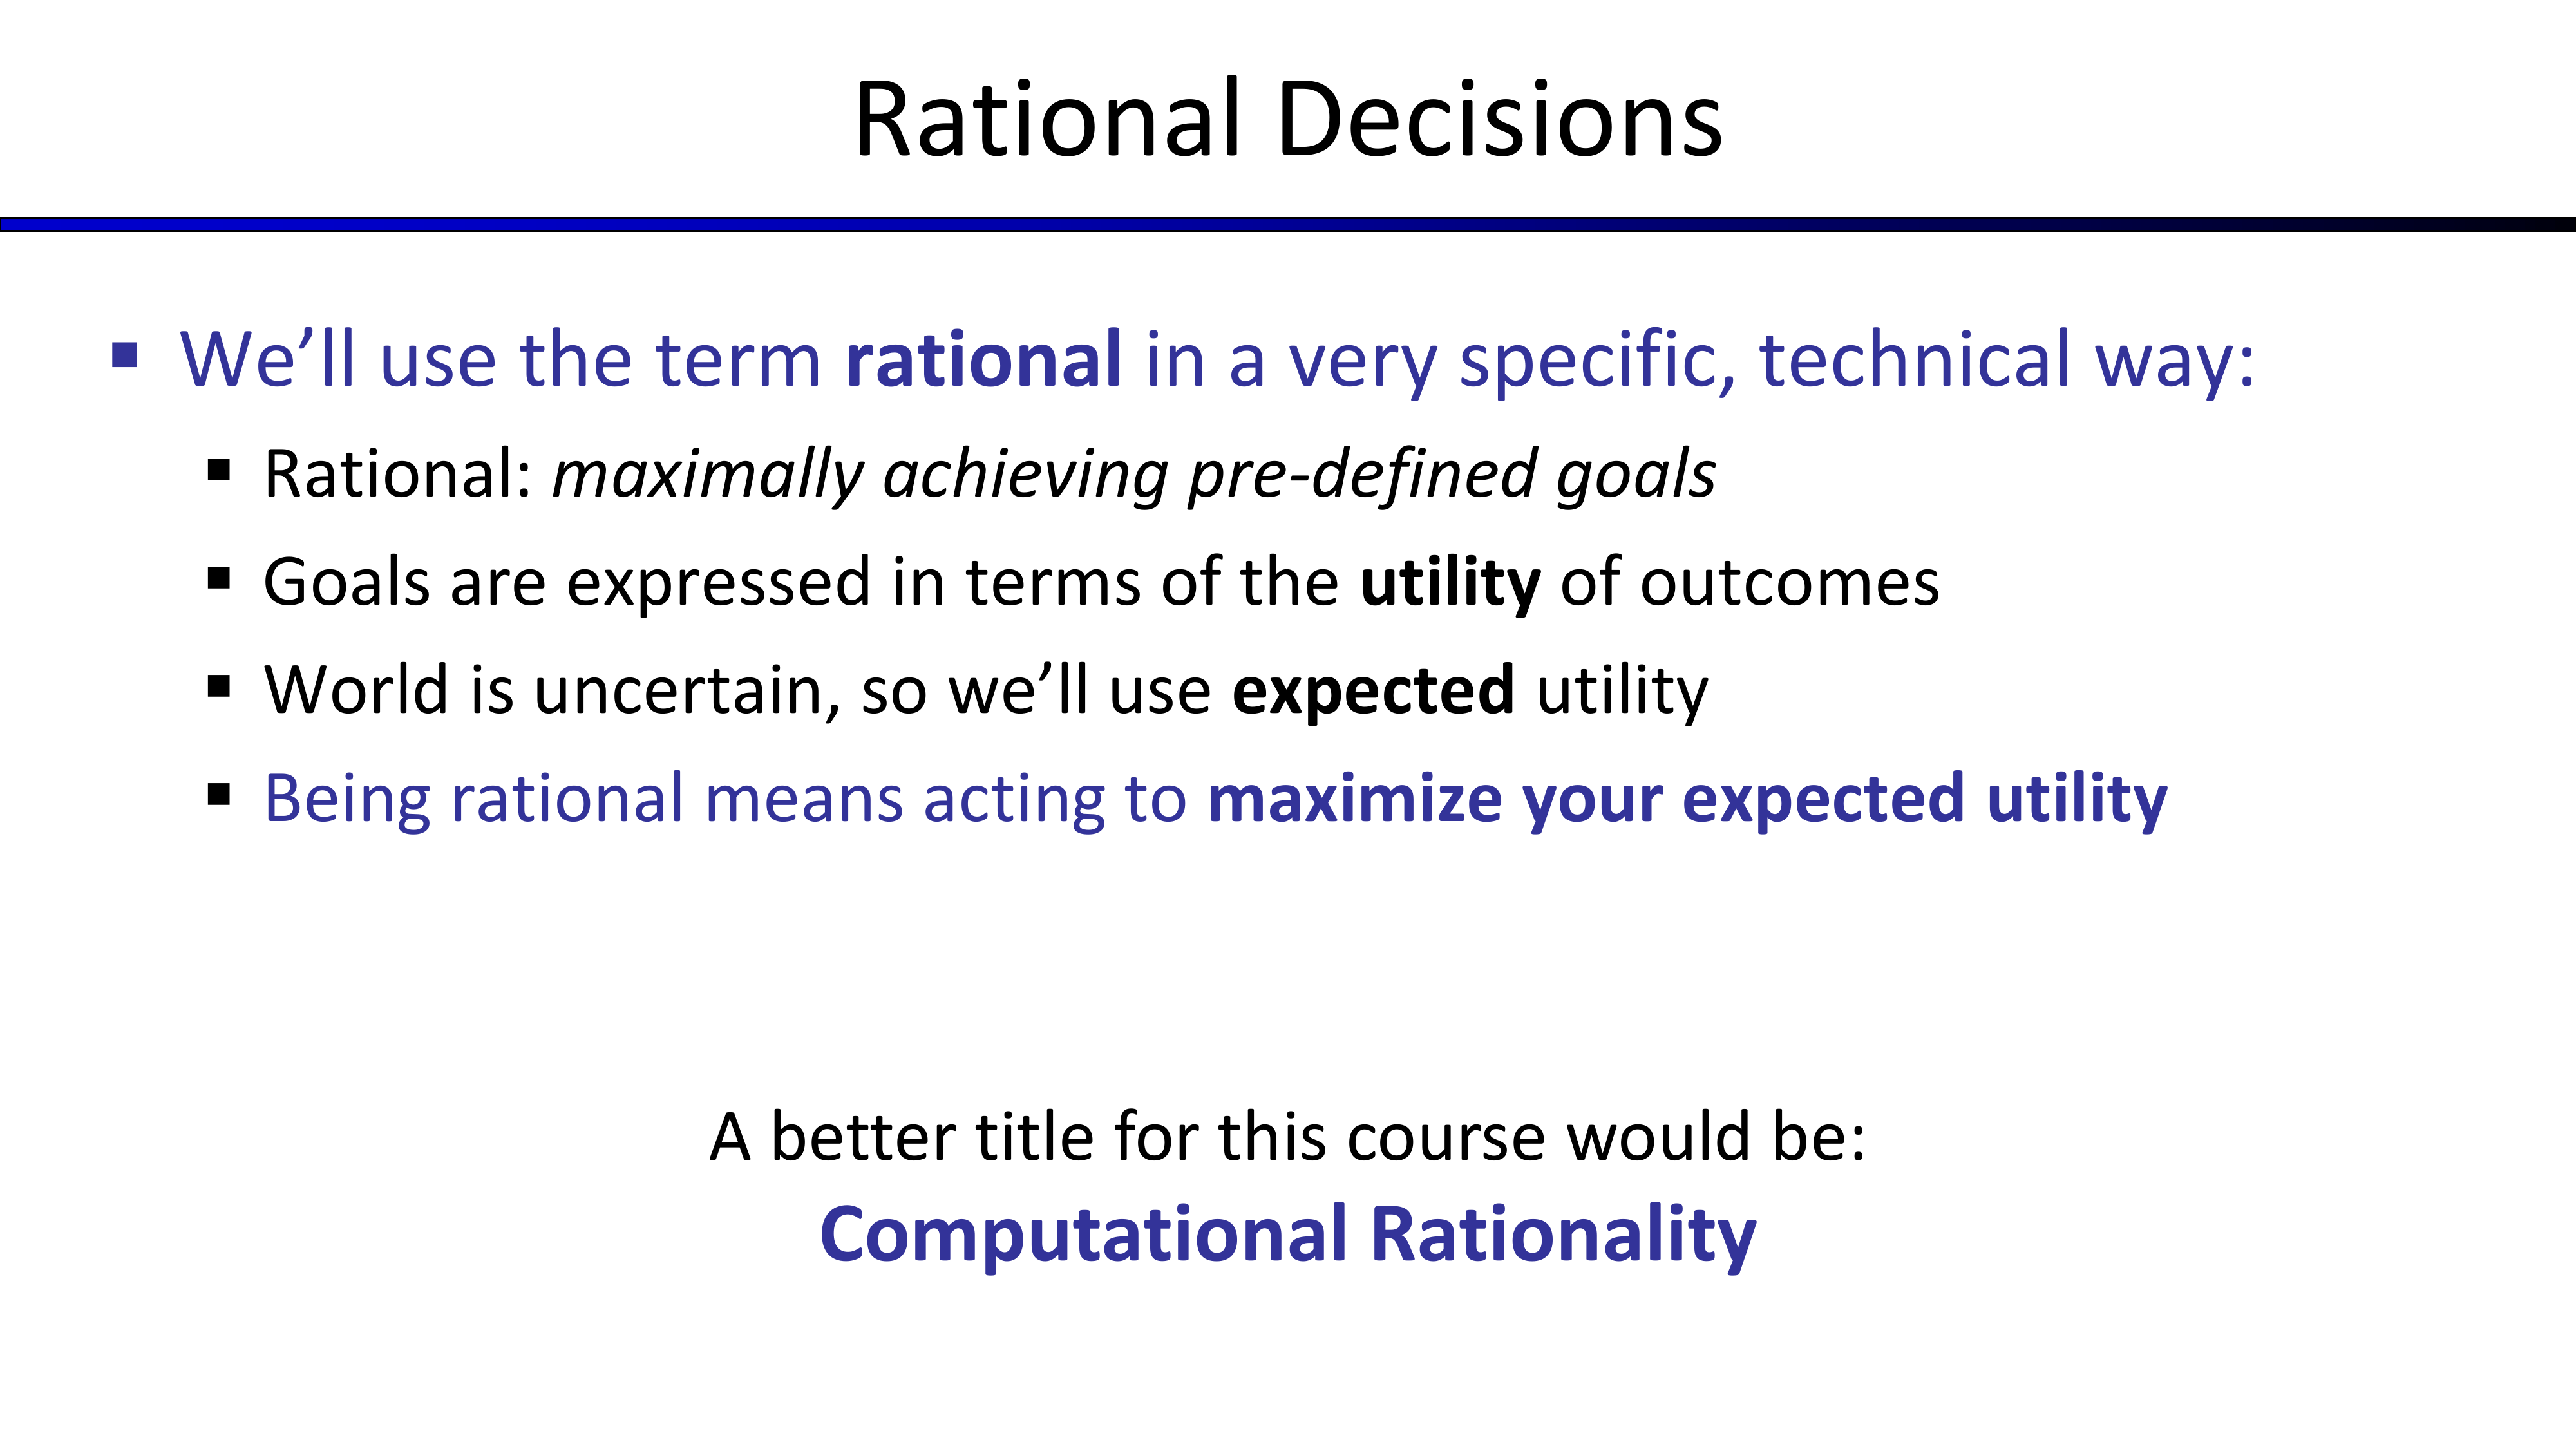 Rational Decisions
▪ We’ll use the term rational in a very specific, technical way:
▪ Rational: maximally achieving pre-defined goals
▪ Goals are expressed in terms of the utility of outcomes
▪ World is uncertain, so we’ll use expected utility
▪ Being rational means acting to maximize your expected utility
A better title for this course would be:
Computational Rationality